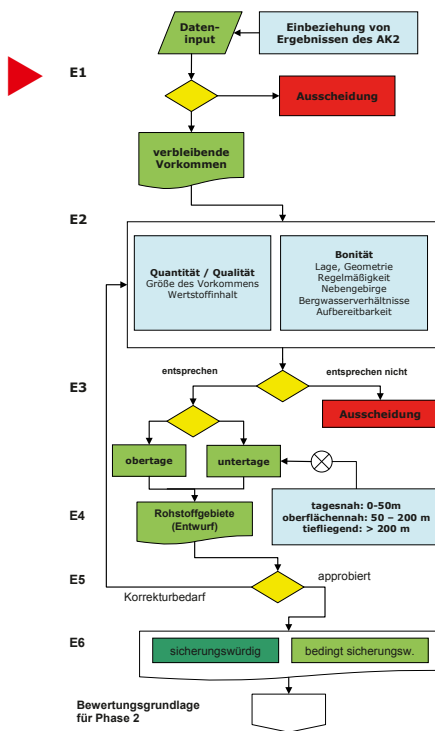 Daten-
input
Einbeziehung von
Ergebnissen des AK2
E1
Ausscheidung
verbleibende
Vorkommen
E2
Quantität / Qualität
Größe des Vorkommens
Wertstoffinhalt
Bonität
Lage, Geometrie
Regelmäßigkeit
Nebengebirge
Bergwasserverhältnisse
Aufbereitbarkeit
entsprechen
entsprechen nicht
E3
Ausscheidung
obertage
untertage
E4
Rohstoffgebiete
(Entwurf)
tagesnah: 0-50m
oberflächennah: 50 – 200 m
tiefliegend: > 200 m
E5
Korrekturbedarf
approbiert
E6
sicherungswürdig
bedingt sicherungsw.
Bewertungsgrundlage
für Phase 2